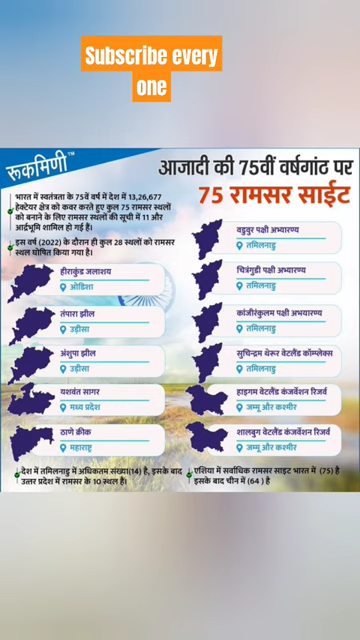 Subscribe every
one
रूकमिणी™
आजादी की 75वीं वर्षगांठ पर
75 रामसर साईट
भारत में स्वतंत्रता के 75वें वर्ष में देश में 13,26,677
हेक्टेयर क्षेत्र को कवर करते हुए कुल 75 रामसर स्थलों
को बनाने के लिए रामसर स्थलों की सूची में 11 और
आर्द्रभूमि शामिल हो गई हैं।
इस वर्ष (2022) के दौरान ही कुल 28 स्थलों को रामसर
स्थल घोषित किया गया है।
हीराकुंड जलाशय
ओडिशा
तंपारा झील
उड़ीसा
अंशुपा झील
उड़ीसा
यशवंत सागर
मध्य प्रदेश
ठाणे क्रीक
महाराष्ट्र
वडुवुर पक्षी अभ्यारण्य
तमिलनाडु
चित्रंगुडी पक्षी अभ्यारण्य
तमिलनाडु
कांजीरंकुलम पक्षी अभयारण्य
तमिलनाडु
सुचिन्द्रम थेरूर वेटलैंड कॉम्प्लेक्स
तमिलनाडु
हाइगम वेटलैंड कंजर्वेशन रिजर्व
जम्मू और कश्मीर
शालबुग वेटलैंड कंजर्वेशन रिजर्व
जम्मू और कश्मीर
देश में तमिलनाडु में अधिकतम संख्या(14) है, इसके बाद
उत्तर प्रदेश में रामसर के 10 स्थल हैं।
एशिया में सर्वाधिक रामसर साइट भारत में (75) है
इसके बाद चीन में (64 ) है